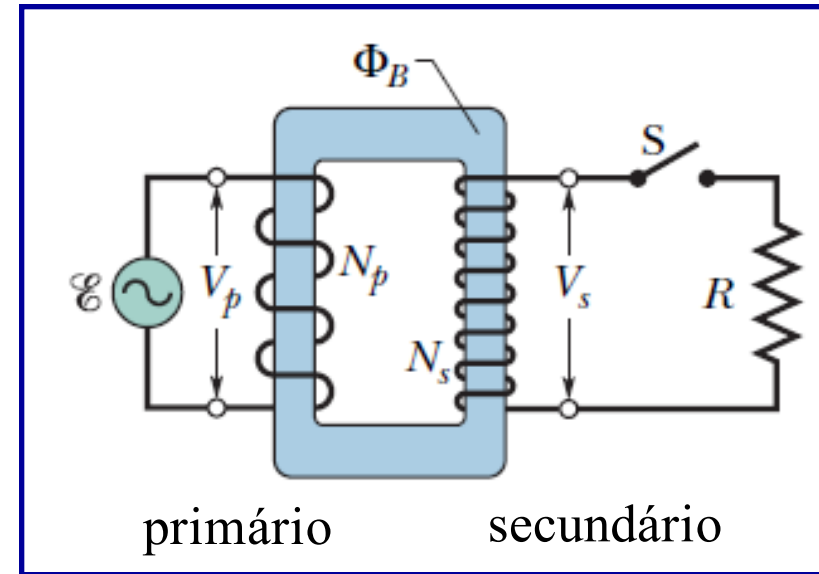 Φ_B
S
ℰ
V_p
N_p
N_s
V_s
R
primário
secundário